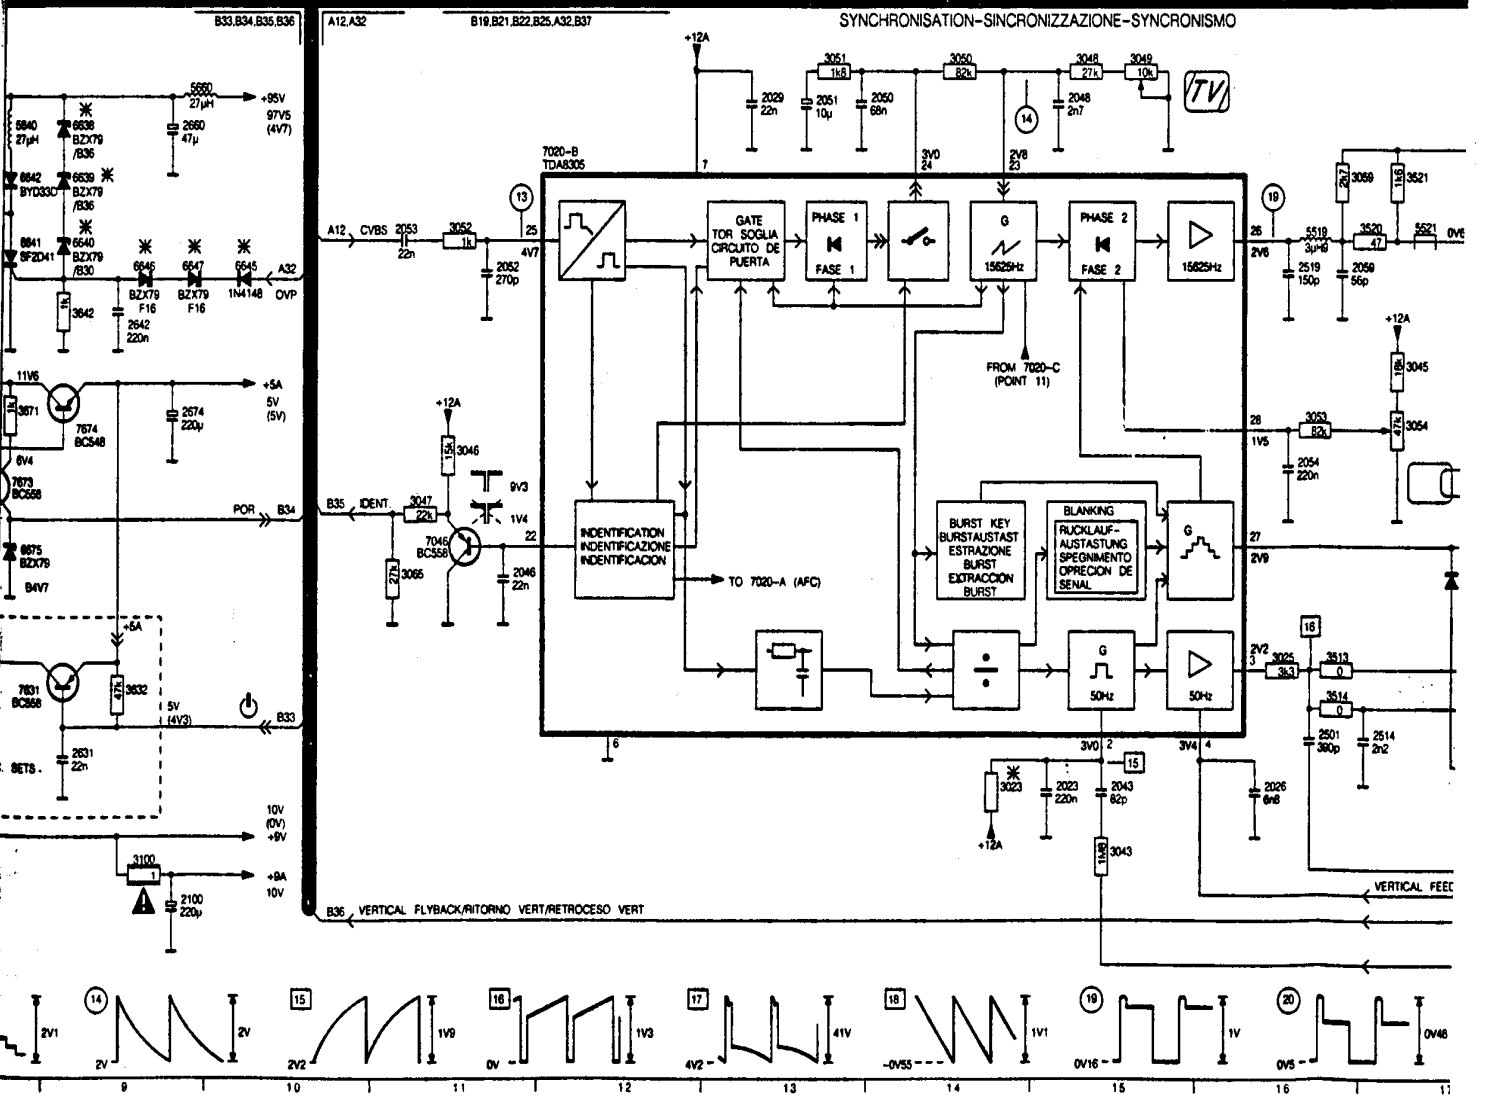 B33,B34,B35,B36
A12,A32
B19,B21,B22,B25,A32,B37
SYNCHRONISATION-SINCRONIZZAZIONE-SYNCRONISMO
+12A
3051
1k8
3050
82k
3048
27k
3049
10k
TV
2029
22n
2051
10µ
2050
68n
14
2048
2n7
5660
27µH
+95V
97V5
(4V7)
5640
27µH
6638
BZX79
/B36
2660
47µ
6642
BYD33D
6639
BZX79
/B36
6641
SF2D41
6640
BZX79
/B30
6646
BZX79
F16
6647
BZX79
F16
6645
1N4148
A32
OVP
1k
3642
2642
220n
7020-B
TDA8305
7
3V0
24
2V8
23
13
A12
CVBS
2053
22n
3052
1k
25
4V7
2052
270p
GATE
TOR SOGLIA
CIRCUITO DE
PUERTA
PHASE 1
FASE 1
G
15625Hz
PHASE 2
FASE 2
15625Hz
19
26
2V6
5519
3µH9
2k7
3059
1k6
3521
3520
47
5521
0V6
2519
150p
2059
56p
FROM 7020-C
(POINT 11)
+12A
18k
3045
47k
3054
28
1V5
3053
82k
2054
220n
11V6
1k
3671
7674
BC548
2674
220µ
+5A
5V
(5V)
6V4
7673
BC558
POR
B34
6675
BZX79
B4V7
+12A
15k
3046
B35
IDENT.
3047
22k
9V3
1V4
7046
BC558
22
27k
3065
2046
22n
INDENTIFICATION
INDENTIFICAZIONE
INDENTIFICACION
TO 7020-A (AFC)
BURST KEY
BURSTAUSTAST
ESTRAZIONE
BURST
EXTRACCION
BURST
BLANKING
RUCKLAUF-
AUSTASTUNG
SPEGNIMENTO
OPRECION DE
SENAL
G
27
2V9
+5A
7631
BC558
47k
3632
5V
(4V3)
B33
2631
22n
SETS.
÷
G
50Hz
50Hz
2V2
3
3025
3k3
16
3513
0
3514
0
2501
390p
2514
2n2
6
3V0
2
3V4
4
15
3023
+12A
2023
220n
2043
82p
1M8
3043
2026
6n8
10V
(0V)
+9V
3100
1
+9A
10V
2100
220µ
B36
VERTICAL FLYBACK/RITORNO VERT/RETROCESO VERT
VERTICAL FEED
2V1
14
2V
2V
15
2V2
1V9
16
0V
1V3
17
4V2
41V
18
-0V55
1V1
19
0V16
1V
20
0V5
0V48
9
10
11
12
13
14
15
16